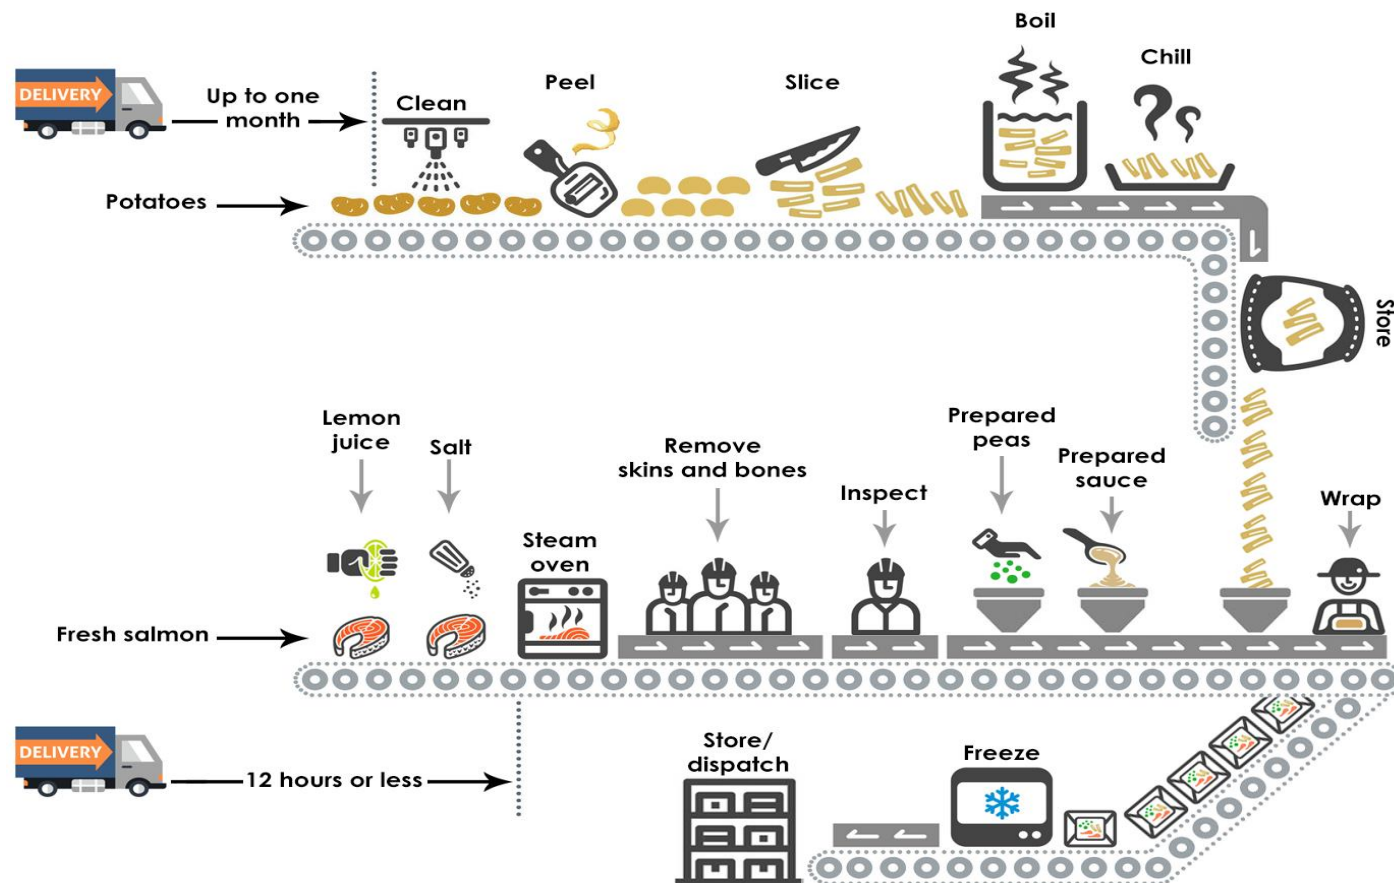 Boil
Chill
Peel
Slice
DELIVERY
Up to one
month
Clean
Potatoes
Store
Lemon
juice
Salt
Remove
skins and bones
Inspect
Prepared
peas
Prepared
sauce
Wrap
Steam
oven
Fresh salmon
DELIVERY
12 hours or less
Store/
dispatch
Freeze